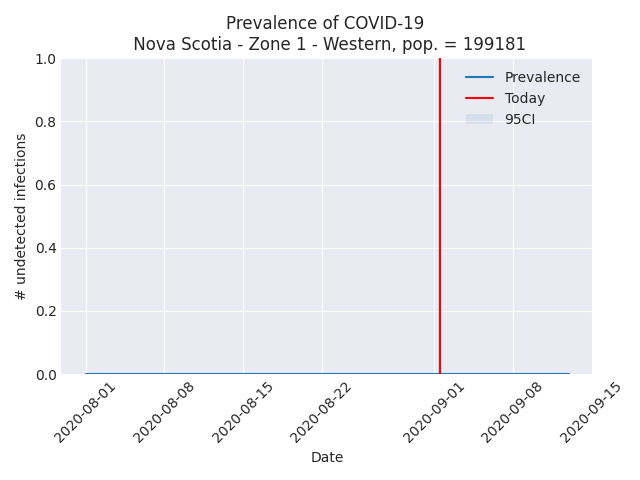 Prevalence of COVID-19
Nova Scotia - Zone 1 - Western, pop. = 199181
Prevalence
Today
95CI
# undetected infections
1.0
0.8
0.6
0.4
0.2
0.0
2020-08-01
2020-08-08
2020-08-15
2020-08-22
2020-09-01
2020-09-08
2020-09-15
Date